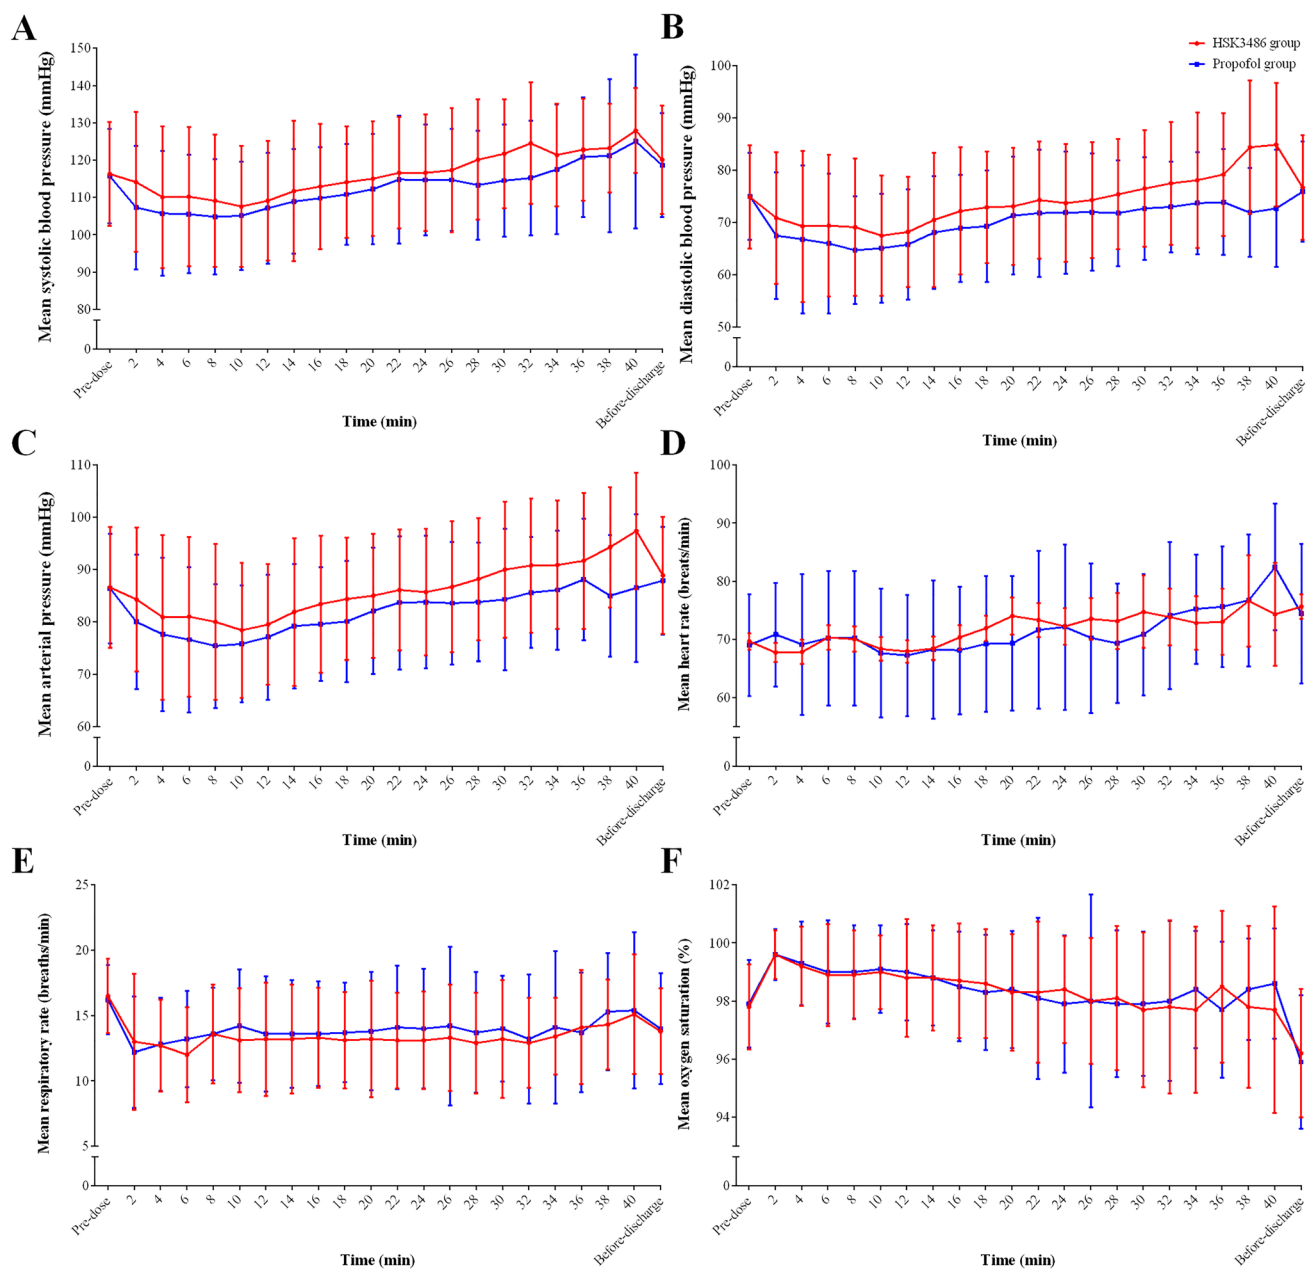 A
Mean systolic blood pressure (mmHg)
150
140
130
120
110
100
90
80
0
Pre-dose 2 4 6 8 10 12 14 16 18 20 22 24 26 28 30 32 34 36 38 40 Before-discharge
Time (min)
B
HSK3486 group
Propofol group
Mean diastolic blood pressure (mmHg)
100
90
80
70
60
50
0
Pre-dose 2 4 6 8 10 12 14 16 18 20 22 24 26 28 30 32 34 36 38 40 Before-discharge
Time (min)
C
Mean arterial pressure (mmHg)
110
100
90
80
70
60
0
Pre-dose 2 4 6 8 10 12 14 16 18 20 22 24 26 28 30 32 34 36 38 40 Before-discharge
Time (min)
D
Mean heart rate (breats/min)
100
90
80
70
60
0
Pre-dose 2 4 6 8 10 12 14 16 18 20 22 24 26 28 30 32 34 36 38 40 Before-discharge
Time (min)
E
Mean respiratory rate (breaths/min)
25
20
15
10
5
0
Pre-dose 2 4 6 8 10 12 14 16 18 20 22 24 26 28 30 32 34 36 38 40 Before-discharge
Time (min)
F
Mean oxygen saturation (%)
102
100
98
96
94
0
Pre-dose 2 4 6 8 10 12 14 16 18 20 22 24 26 28 30 32 34 36 38 40 Before-discharge
Time (min)